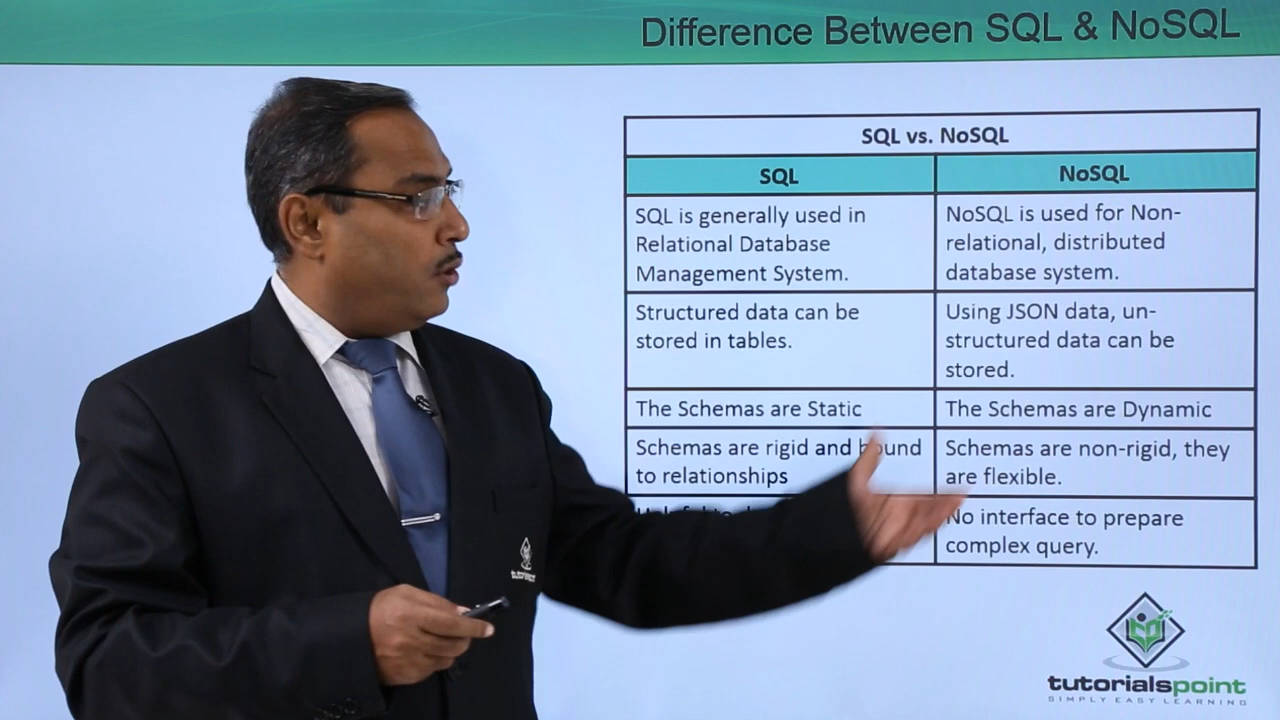 Difference Between SQL & NoSQL
SQL vs. NoSQL
SQL
NoSQL
SQL is generally used in
Relational Database
Management System.
NoSQL is used for Non-
relational, distributed
database system.
Structured data can be
stored in tables.
Using JSON data, un-
structured data can be
stored.
The Schemas are Static
The Schemas are Dynamic
Schemas are rigid and bound
to relationships
Schemas are non-rigid, they
are flexible.
No interface to prepare
complex query.
tutorialspoint
SIMPLY EASY LEARNING